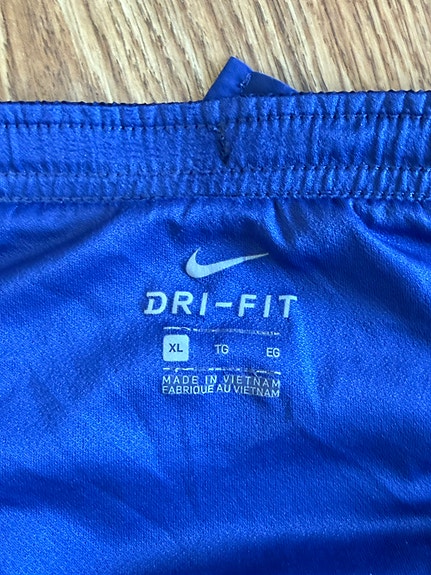 DRI-FIT
XL TG EG
MADE IN VIETNAM
FABRIQUE AU VIETNAM